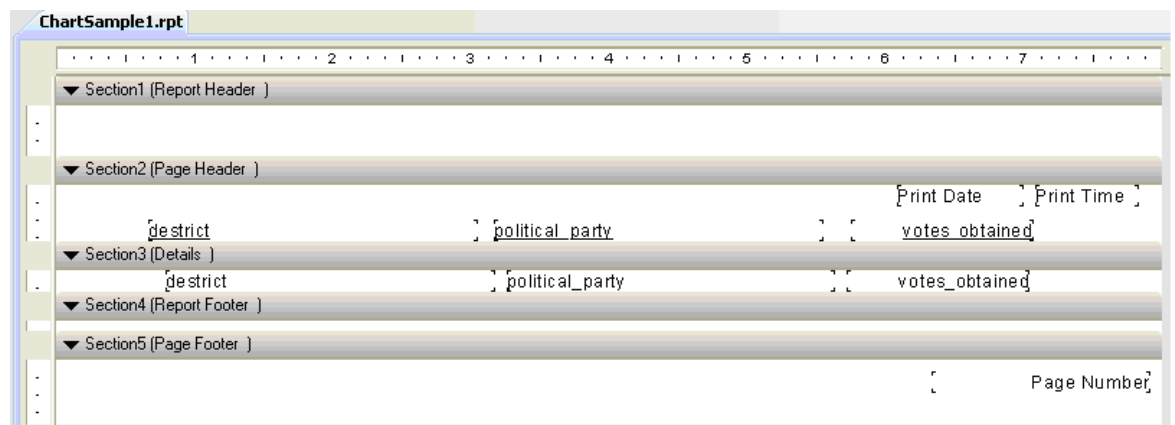 ChartSample1.rpt
1 2 3 4 5 6 7
Section1 (Report Header )
Section2 (Page Header )
Print Date Print Time
destrict political_party votes_obtained
Section3 (Details )
destrict political_party votes_obtained
Section4 (Report Footer )
Section5 (Page Footer )
Page Number